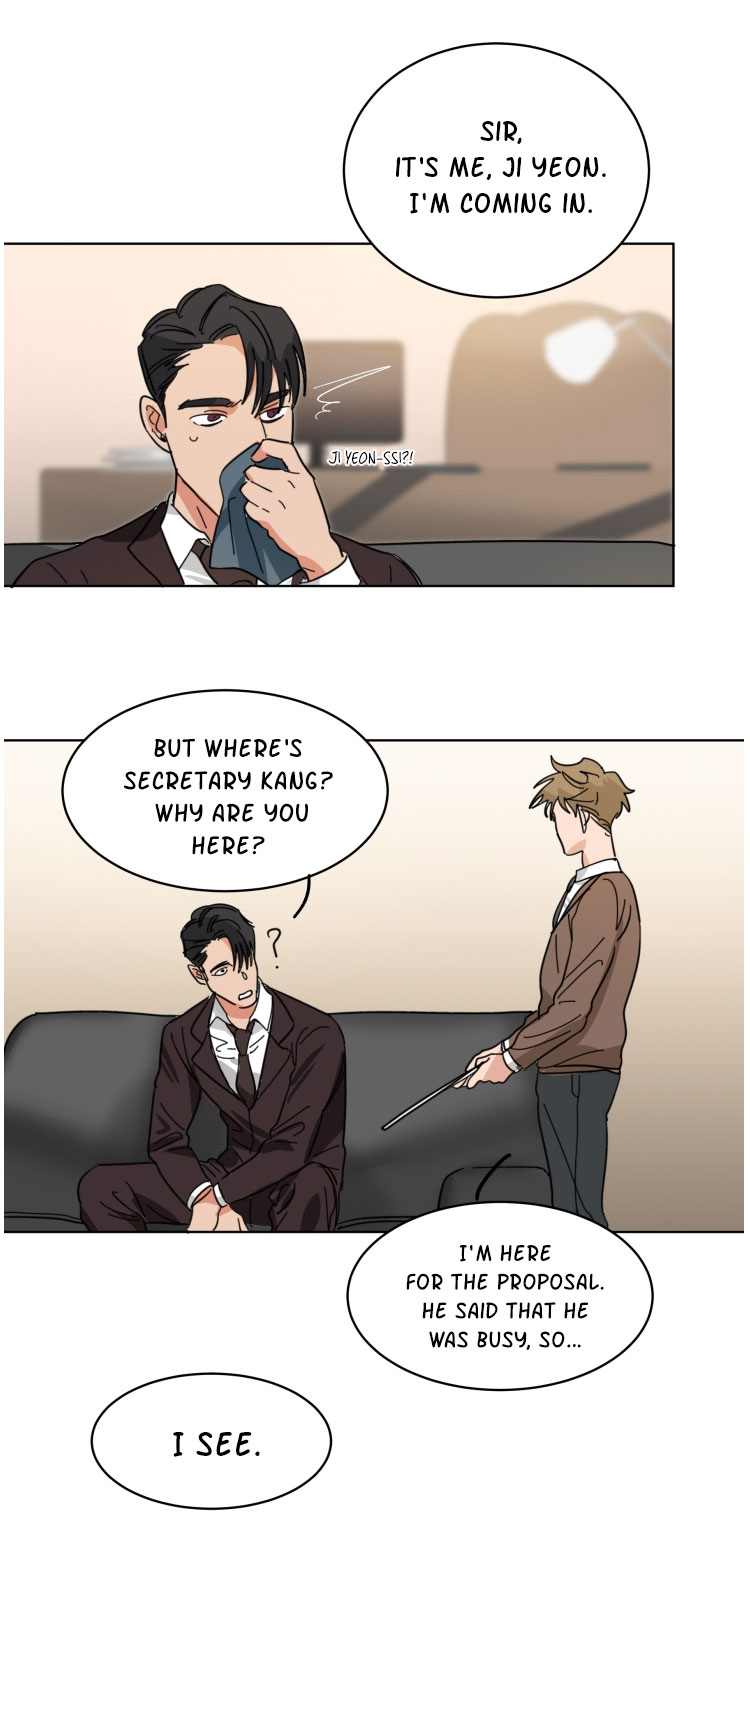 SIR,
IT'S ME, JI YEON.
I'M COMING IN.
JI YEON-SSI?!
BUT WHERE'S
SECRETARY KANG?
WHY ARE YOU
HERE?
?
I'M HERE
FOR THE PROPOSAL.
HE SAID THAT HE
WAS BUSY, SO...
I SEE.